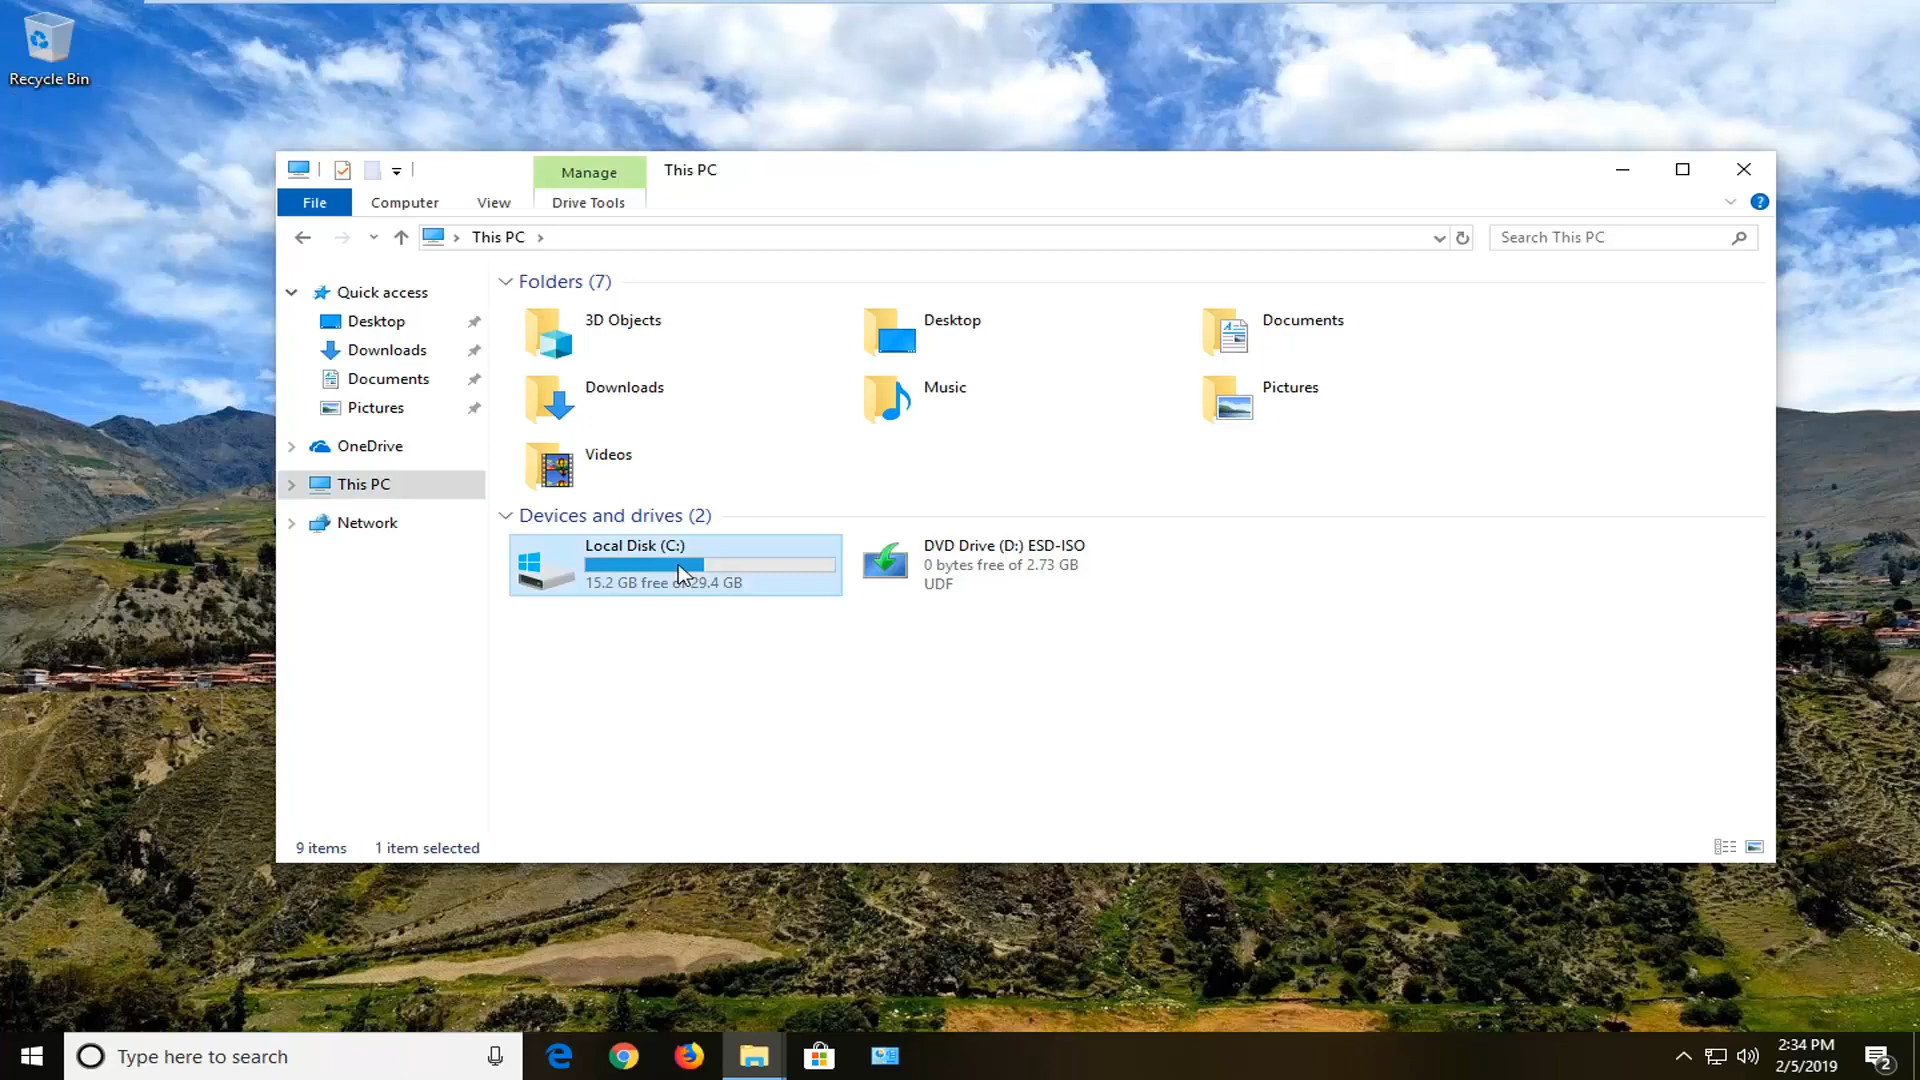 Recycle Bin
Manage
This PC
File
Computer
View
Drive Tools
This PC
Search This PC
Quick access
Desktop
Downloads
Documents
Pictures
OneDrive
This PC
Network
Folders (7)
3D Objects
Desktop
Documents
Downloads
Music
Pictures
Videos
Devices and drives (2)
Local Disk (C:)
15.2 GB free of 29.4 GB
DVD Drive (D:) ESD-ISO
0 bytes free of 2.73 GB
UDF
9 items
1 item selected
Type here to search
2:34 PM
2/5/2019
2